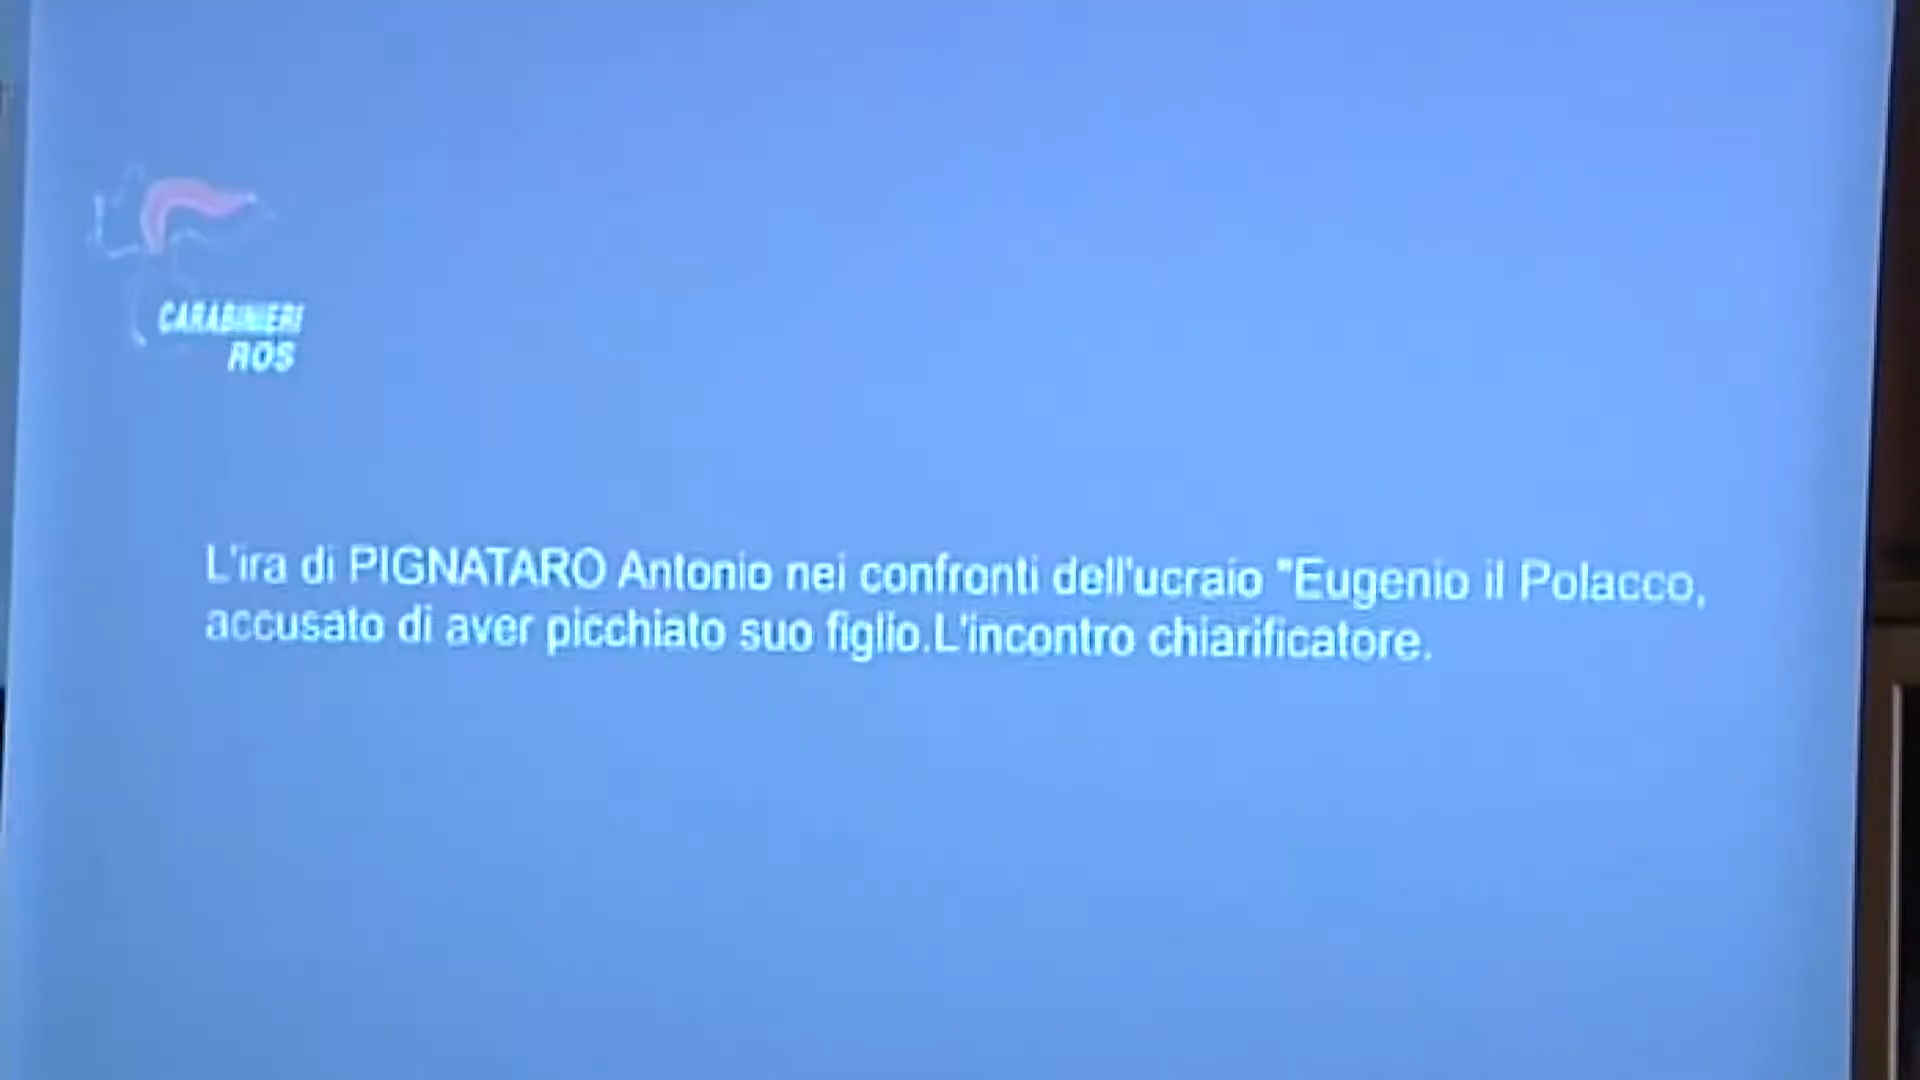 CARABINIERI
ROS
L'ira di PIGNATARO Antonio nei confronti dell'ucraio "Eugenio il Polacco,
accusato di aver picchiato suo figlio.L'incontro chiarificatore.